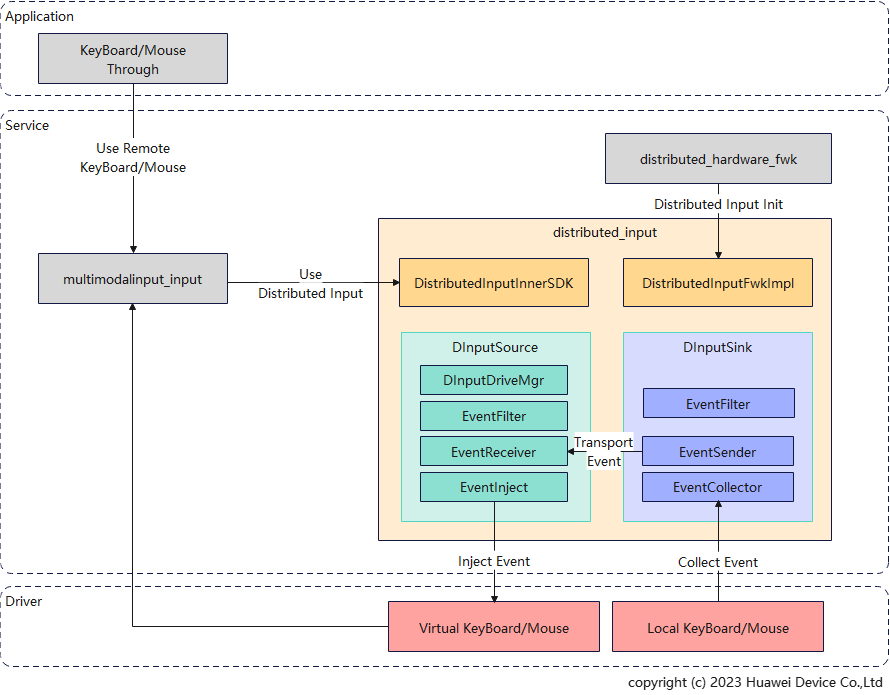 Application
KeyBoard/Mouse
Through
Service
Use Remote
KeyBoard/Mouse
distributed_hardware_fwk
Distributed Input Init
distributed_input
multimodalinput_input
Use
Distributed Input
DistributedInputInnerSDK
DistributedInputFwkImpl
DInputSource
DInputDriveMgr
EventFilter
EventReceiver
EventInject
Transport
Event
DInputSink
EventFilter
EventSender
EventCollector
Inject Event
Collect Event
Driver
Virtual KeyBoard/Mouse
Local KeyBoard/Mouse
copyright (c) 2023 Huawei Device Co.,Ltd